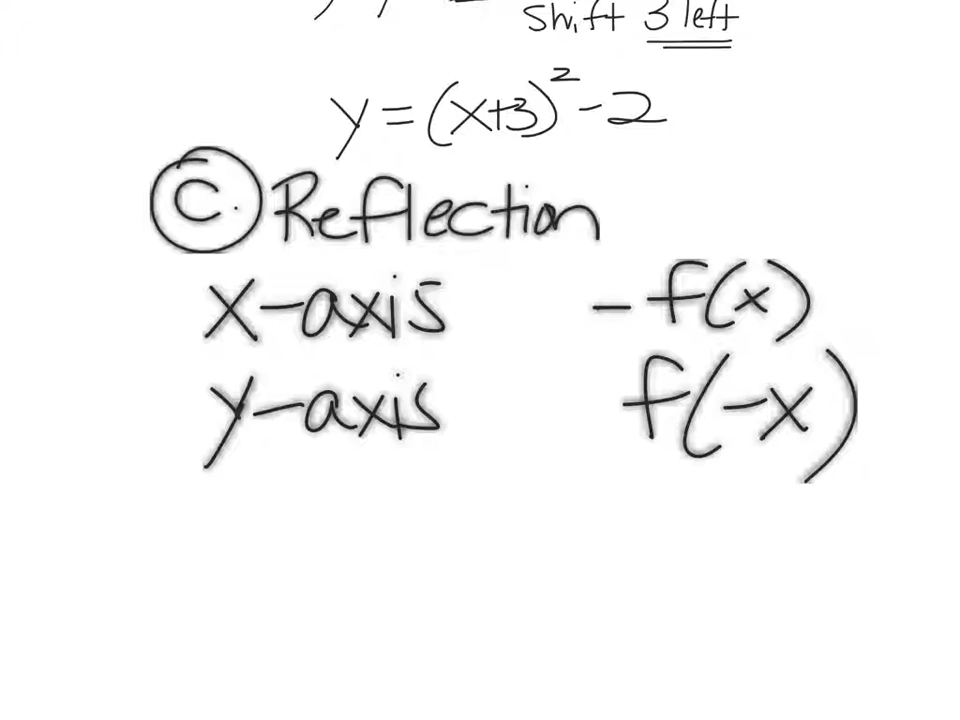 Shift 3 left
y = (x+3)² - 2
C. Reflection
x-axis - f(x)
y-axis f(-x)